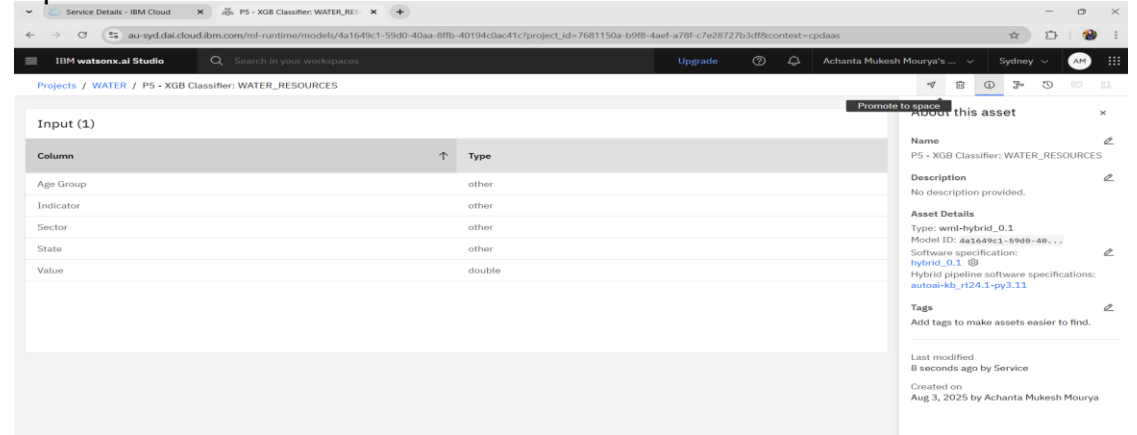 Service Details - IBM Cloud
P5 - XGB Classifier: WATER_RES
au-syd.dai.cloud.ibm.com/ml-runtime/models/4a1649c1-59d0-40aa-8ffb-40194c0ac41c?project_id=7681150a-b9f8-4aef-a78f-c7e28727b3df&context=cpdaas
IBM watsonx.ai Studio
Search in your workspaces
Upgrade
Achanta Mukesh Mourya's ...
Sydney
AM
Projects / WATER / P5 - XGB Classifier: WATER_RESOURCES
Promote to space
Input (1)
Column Type
Age Group other
Indicator other
Sector other
State other
Value double
About this asset
Name
P5 - XGB Classifier: WATER_RESOURCES
Description
No description provided.
Asset Details
Type: wml-hybrid_0.1
Model ID: 4a1649c1-59d0-40...
Software specification:
hybrid_0.1
Hybrid pipeline software specifications:
autoai-kb_rt24.1-py3.11
Tags
Add tags to make assets easier to find.
Last modified
8 seconds ago by Service
Created on
Aug 3, 2025 by Achanta Mukesh Mourya